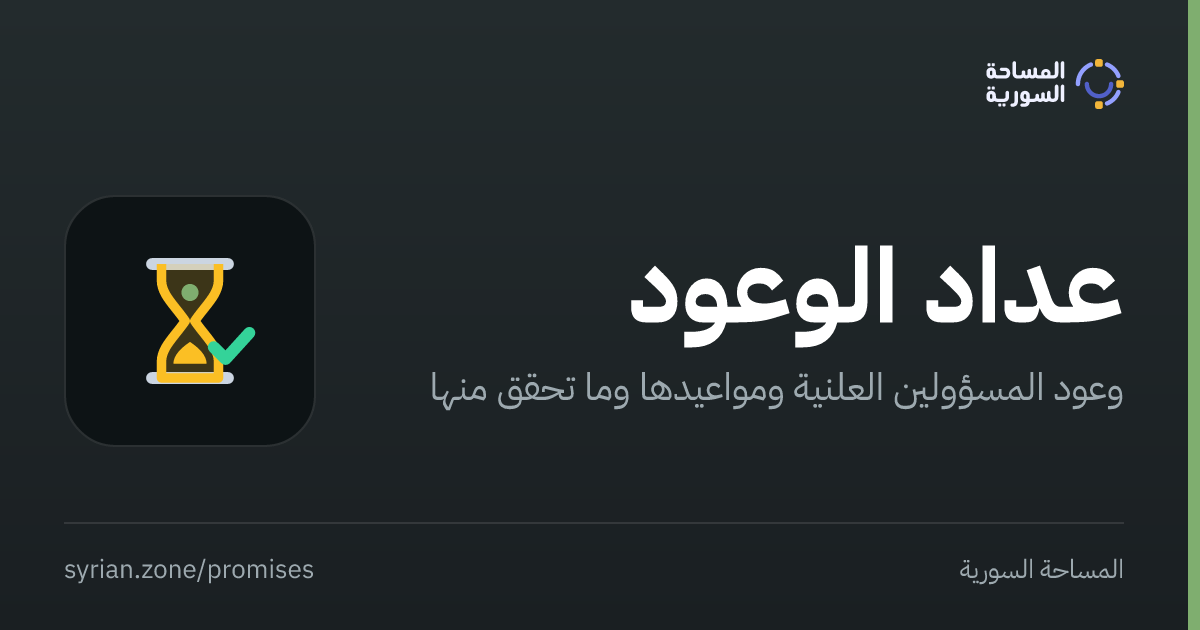 المساحة
السورية
عداد الوعود
وعود المسؤولين العلنية ومواعيدها وما تحقق منها
المساحة السورية
syrian.zone/promises